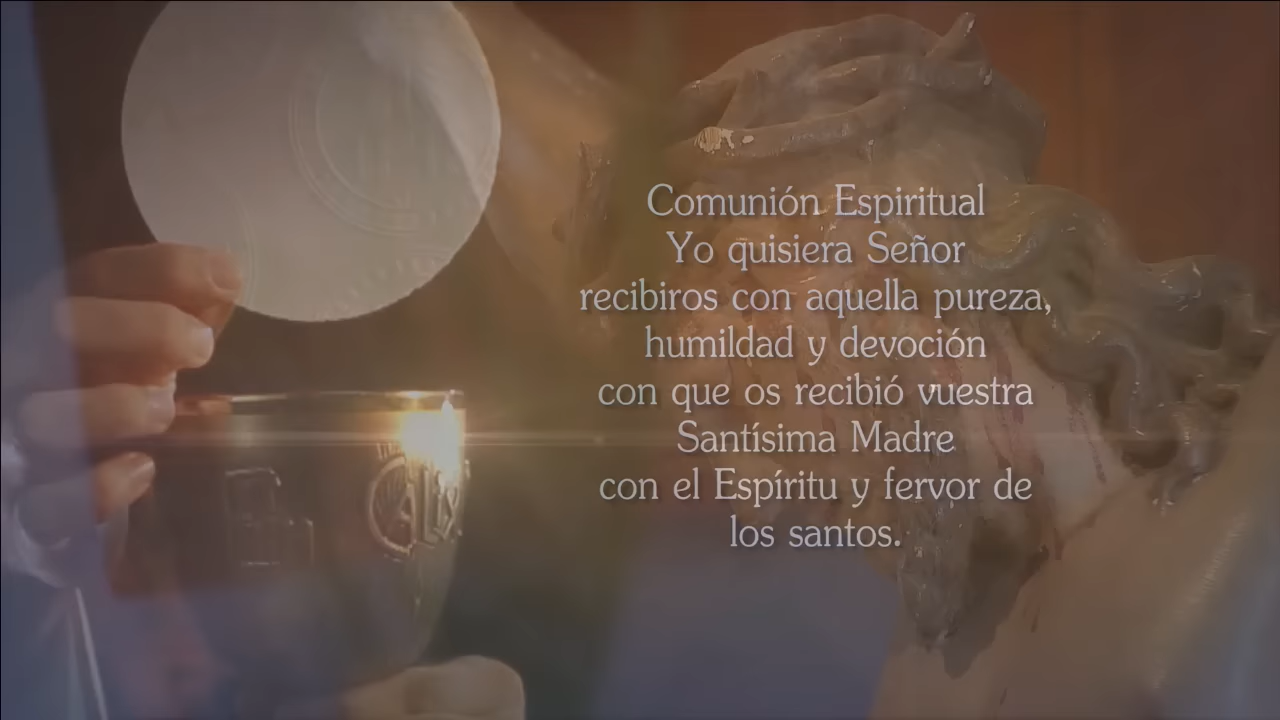 Comunión Espiritual
Yo quisiera Señor
recibiros con aquella pureza,
humildad y devoción
con que os recibió vuestra
Santísima Madre
con el Espíritu y fervor de
los santos.